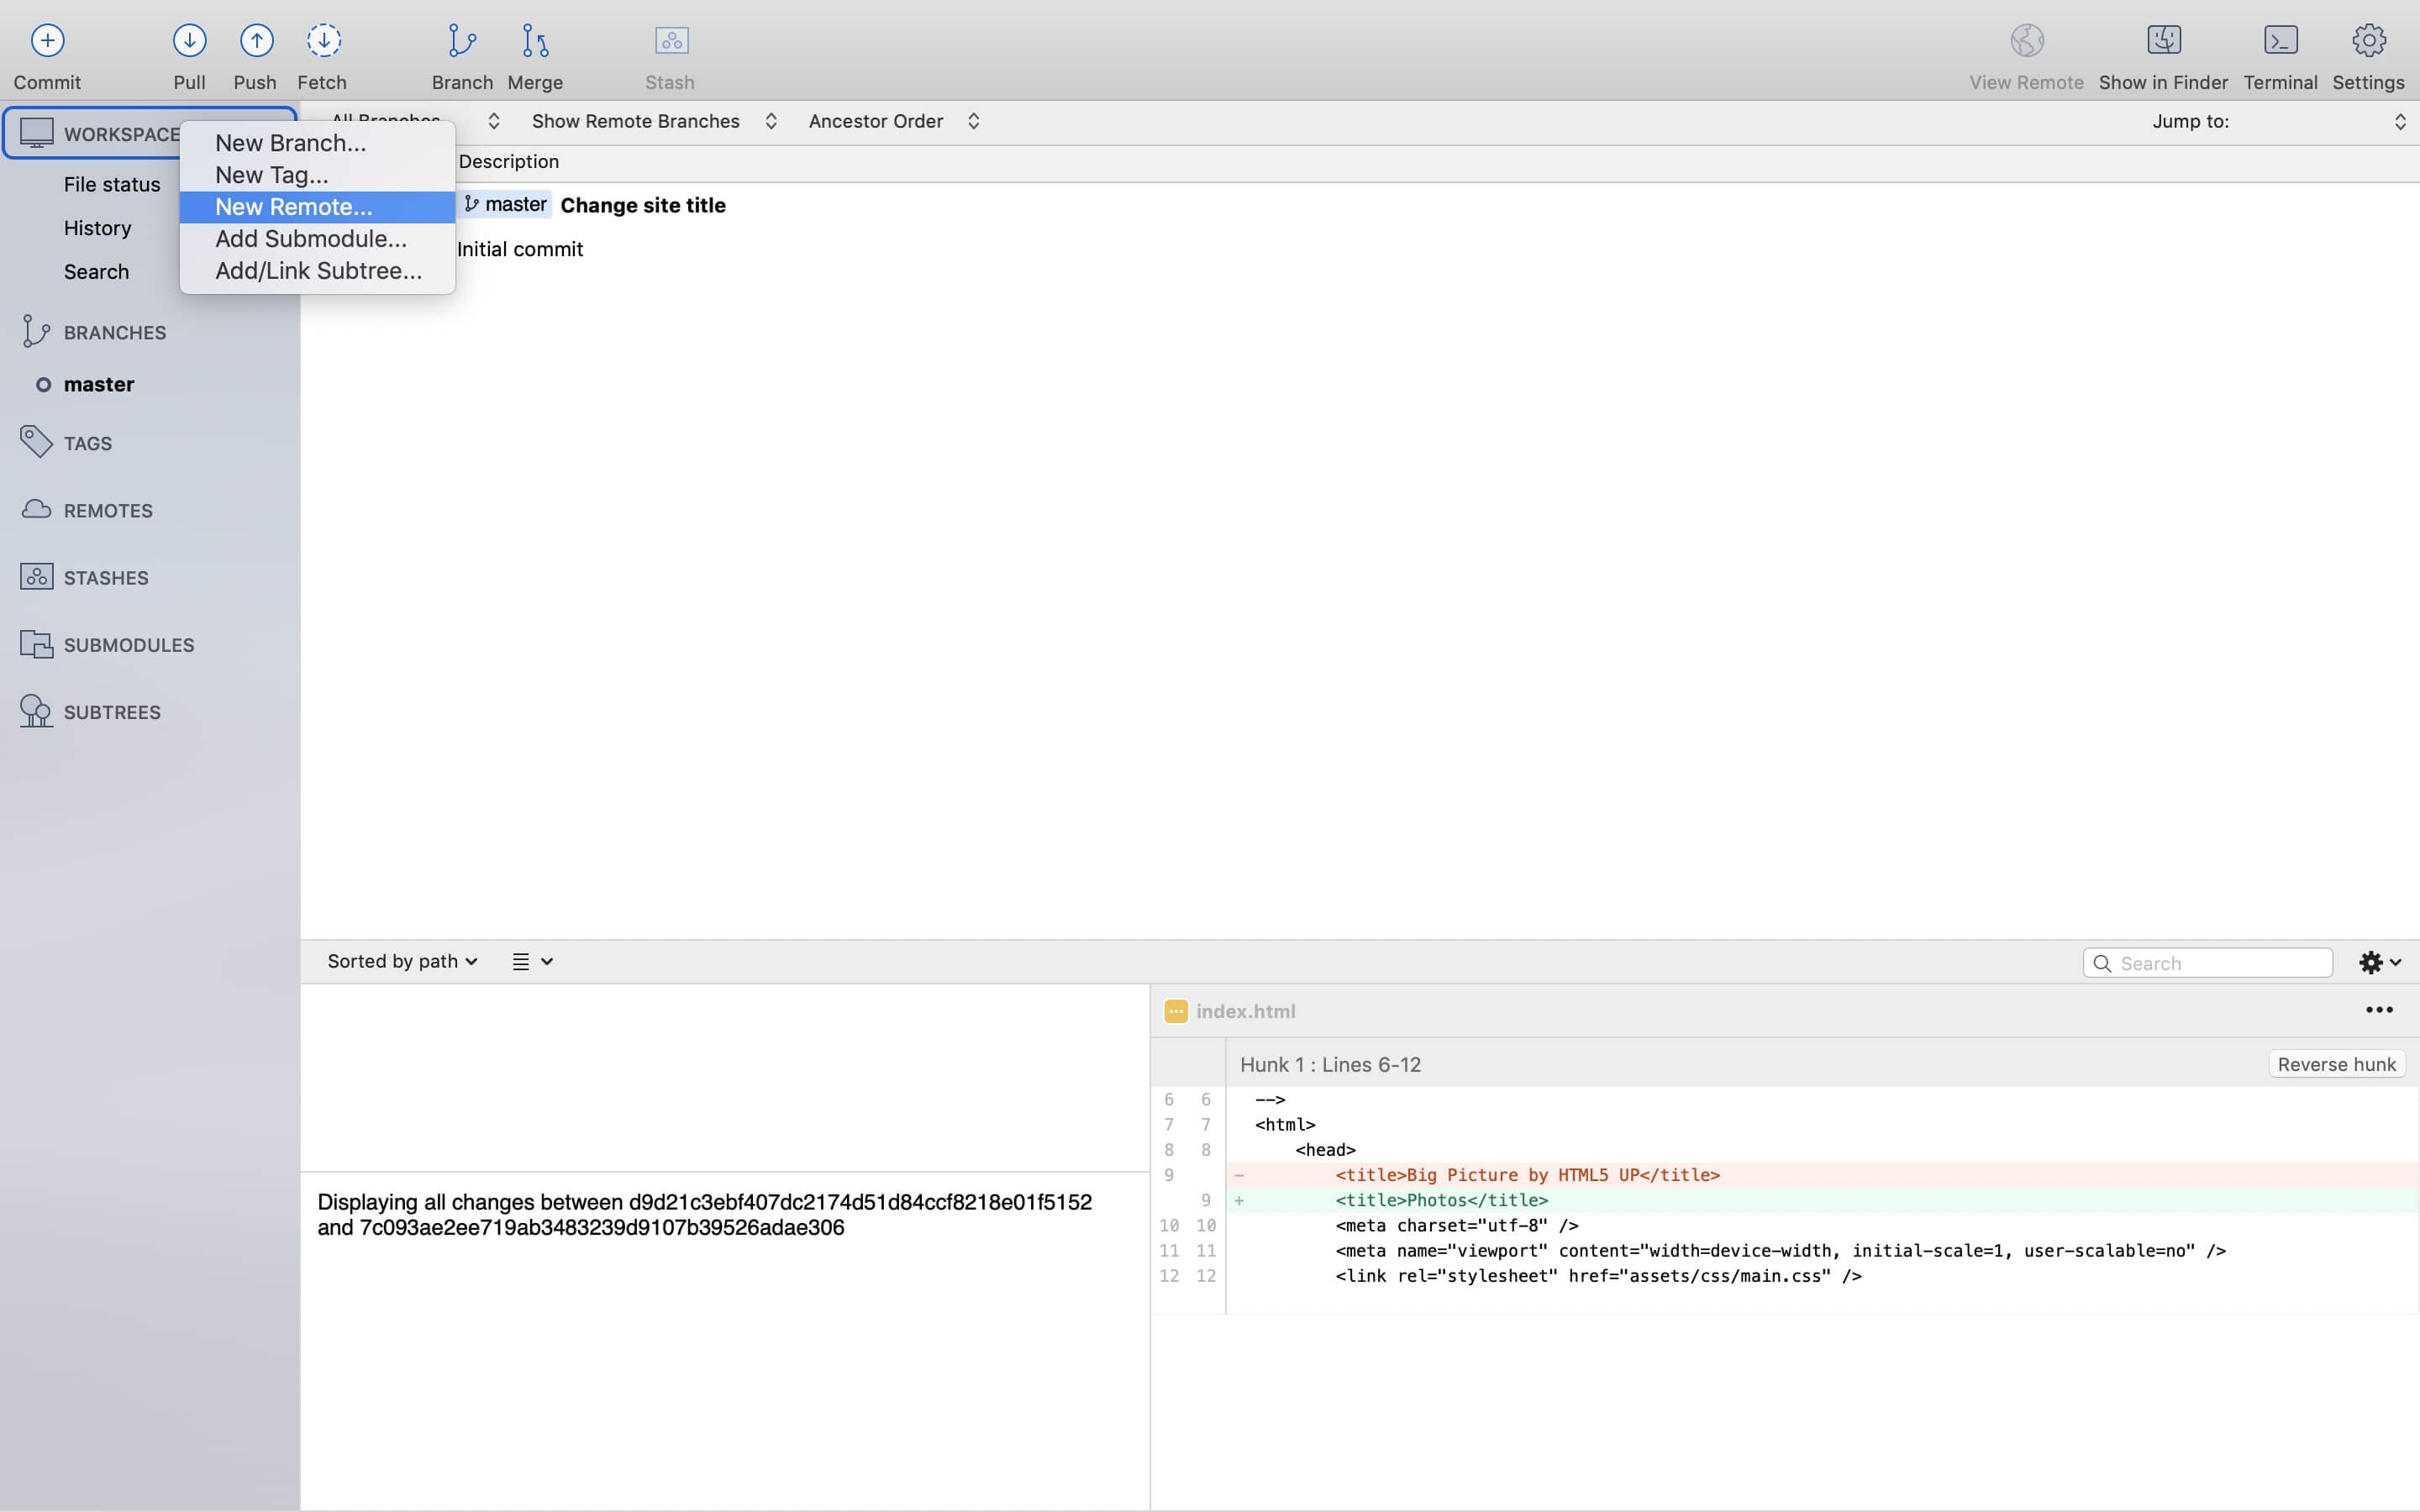 Commit Pull Push Fetch Branch Merge Stash View Remote Show in Finder Terminal Settings
WORKSPACE
All Branches Show Remote Branches Ancestor Order Jump to:
New Branch...
New Tag...
New Remote...
Add Submodule...
Add/Link Subtree...
Description
File status
History
Search
master Change site title
Initial commit
BRANCHES
master
TAGS
REMOTES
STASHES
SUBMODULES
SUBTREES
Sorted by path Search
index.html
Hunk 1 : Lines 6-12 Reverse hunk
6 6 -->
7 7 <html>
8 8 <head>
9 - <title>Big Picture by HTML5 UP</title>
9 + <title>Photos</title>
10 10 <meta charset="utf-8" />
11 11 <meta name="viewport" content="width=device-width, initial-scale=1, user-scalable=no" />
12 12 <link rel="stylesheet" href="assets/css/main.css" />
Displaying all changes between d9d21c3ebf407dc2174d51d84ccf8218e01f5152
and 7c093ae2ee719ab3483239d9107b39526adae306